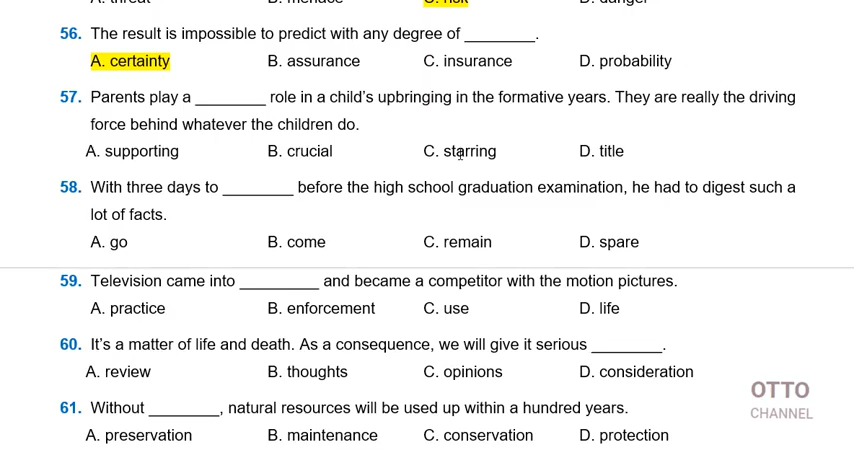 A. threat B. menace C. risk D. danger
56. The result is impossible to predict with any degree of ________.
A. certainty B. assurance C. insurance D. probability
57. Parents play a ________ role in a child’s upbringing in the formative years. They are really the driving
force behind whatever the children do.
A. supporting B. crucial C. starring D. title
58. With three days to ________ before the high school graduation examination, he had to digest such a
lot of facts.
A. go B. come C. remain D. spare
59. Television came into _________ and became a competitor with the motion pictures.
A. practice B. enforcement C. use D. life
60. It’s a matter of life and death. As a consequence, we will give it serious ________.
A. review B. thoughts C. opinions D. consideration
61. Without ________, natural resources will be used up within a hundred years.
A. preservation B. maintenance C. conservation D. protection
OTTO
CHANNEL